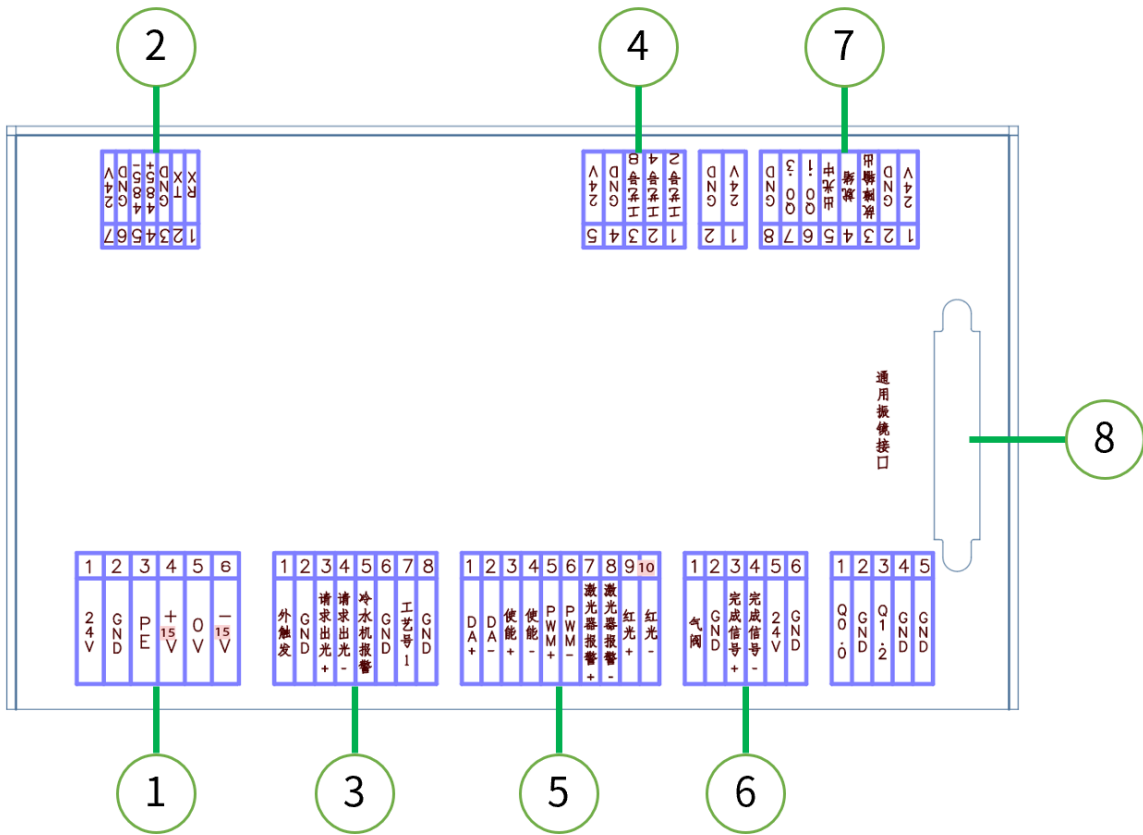 2
4
7
24V
GND
485-
485+
GND
TX
RX
7
6
5
4
3
2
1
24V
GND
工艺号8
工艺号4
工艺号2
5
4
3
2
1
GND
24V
2
1
GND
Q0.3
Q0.1
出光中
就绪
故障输出
GND
24V
8
7
6
5
4
3
2
1
通用振镜接口
8
1
2
3
4
5
6
24V
GND
PE
+15V
0V
-15V
1
2
3
4
5
6
7
8
外触发
GND
请求出光+
请求出光-
冷水机报警
GND
工艺号1
GND
1
2
3
4
5
6
7
8
9
10
DA+
DA-
使能+
使能-
PWM+
PWM-
激光器报警+
激光器报警-
红光+
红光-
1
2
3
4
5
6
气阀
GND
完成信号+
完成信号-
24V
GND
1
2
3
4
5
Q0.0
GND
Q1.2
GND
GND
1
3
5
6